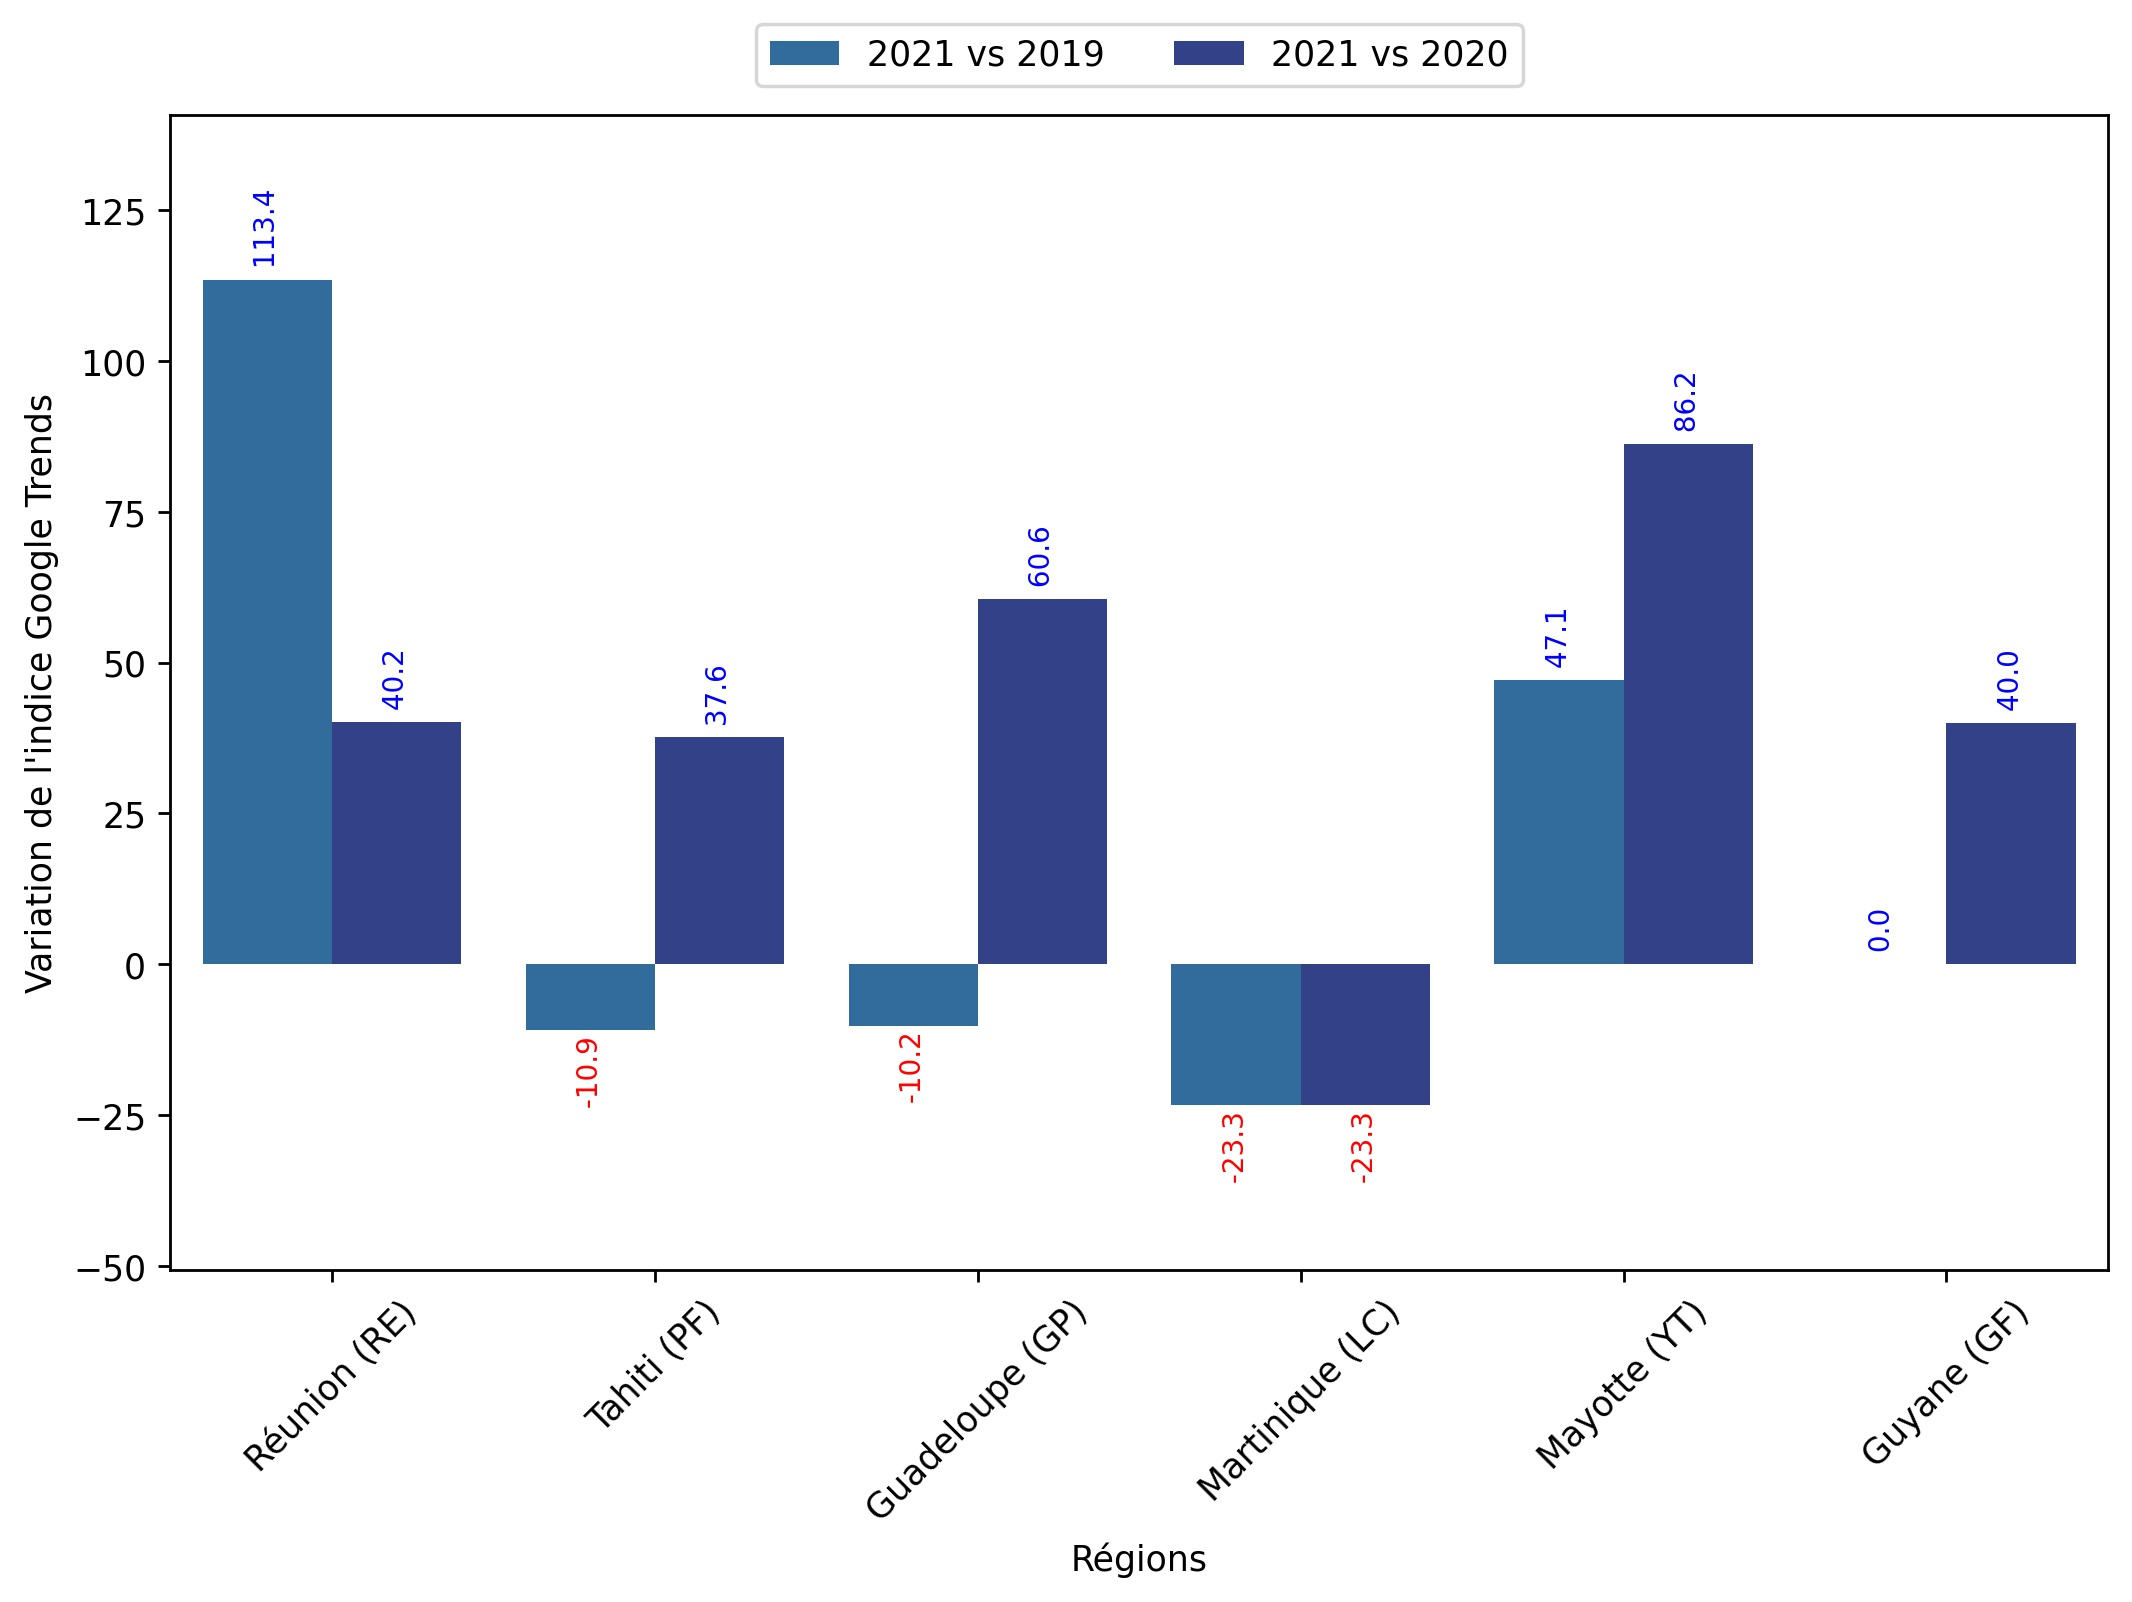 2021 vs 2019
2021 vs 2020
Variation de l'indice Google Trends
125
100
75
50
25
0
−25
−50
113.4
40.2
-10.9
37.6
-10.2
60.6
-23.3
-23.3
47.1
86.2
0.0
40.0
Réunion (RE)
Tahiti (PF)
Guadeloupe (GP)
Martinique (LC)
Mayotte (YT)
Guyane (GF)
Régions